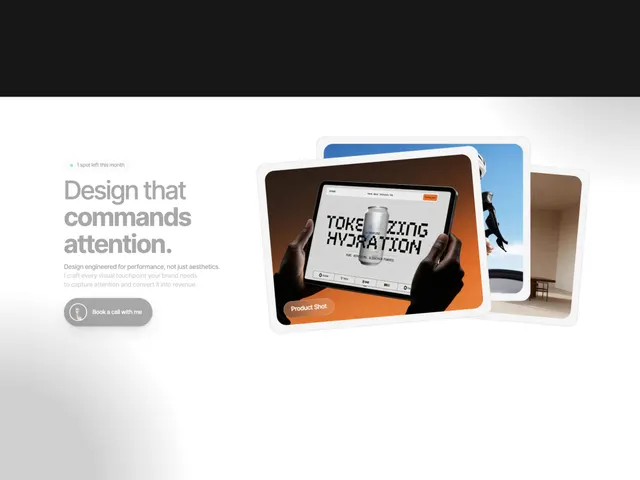 1 spot left this month
Design that
commands
attention.
Design engineered for performance, not just aesthetics.
I craft every visual touchpoint your brand needs
to capture attention and convert it into revenue.
Book a call with me
HYDRATION
Product Shot